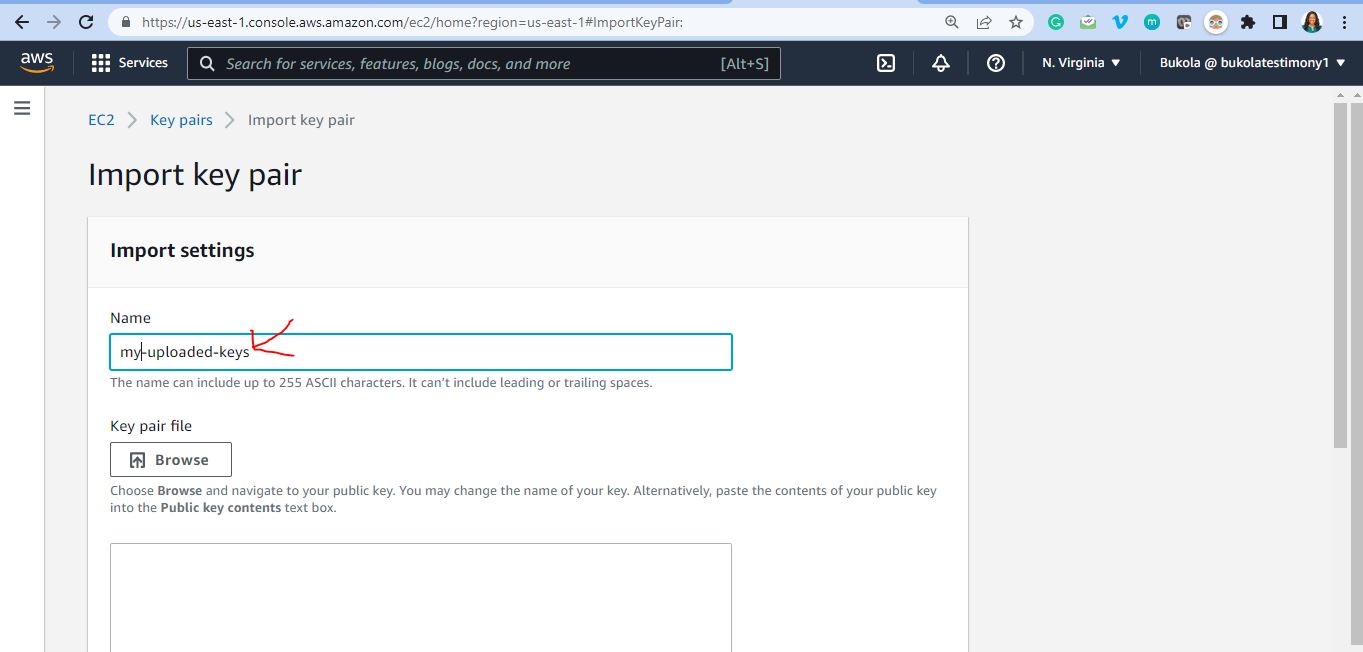 https://us-east-1.console.aws.amazon.com/ec2/home?region=us-east-1#ImportKeyPair:
aws Services Search for services, features, blogs, docs, and more [Alt+S] N. Virginia ▼ Bukola @ bukolatestimony1 ▼
EC2 > Key pairs > Import key pair
Import key pair
Import settings
Name
my-uploaded-keys
The name can include up to 255 ASCII characters. It can't include leading or trailing spaces.
Key pair file
Browse
Choose Browse and navigate to your public key. You may change the name of your key. Alternatively, paste the contents of your public key
into the Public key contents text box.